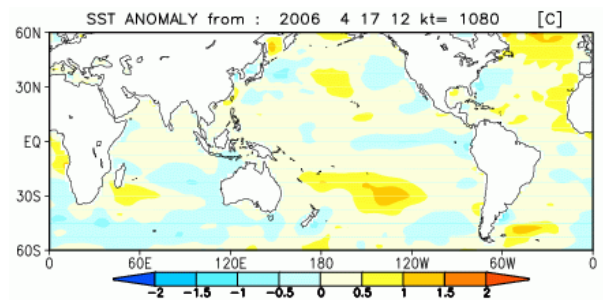 SST ANOMALY from : 2006 4 17 12 kt= 1080 [C]
60N
30N
EQ
30S
60S
0 60E 120E 180 120W 60W 0
-2 -1.5 -1 -0.5 0 0.5 1 1.5 2